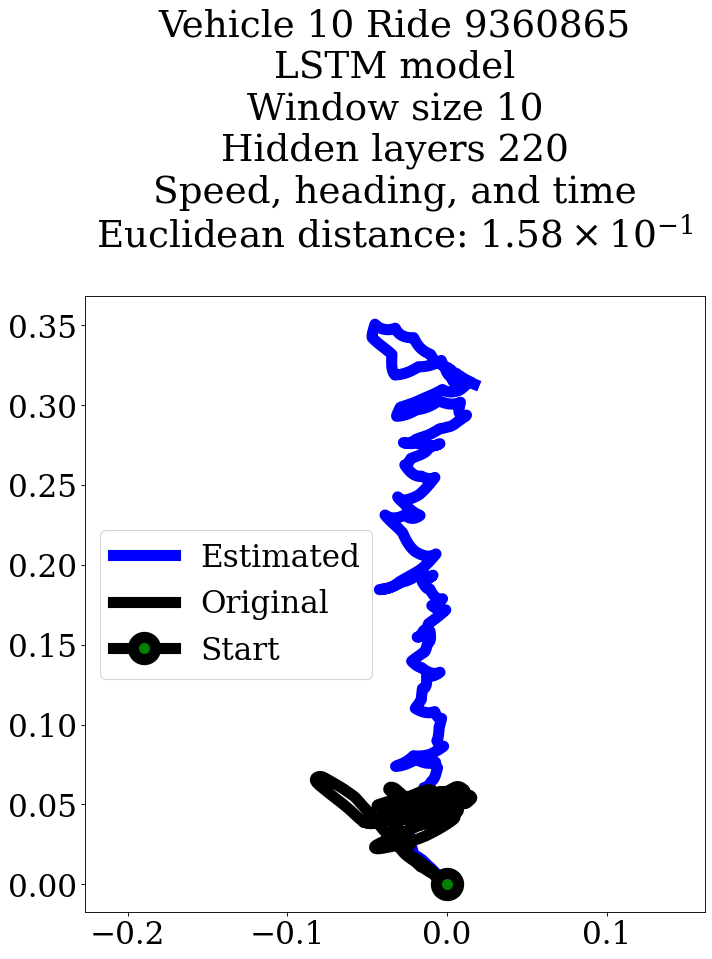 Vehicle 10 Ride 9360865
LSTM model
Window size 10
Hidden layers 220
Speed, heading, and time
Euclidean distance: 1.58 × 10⁻¹
0.35
0.30
0.25
0.20
0.15
0.10
0.05
0.00
Estimated
Original
Start
−0.2 −0.1 0.0 0.1